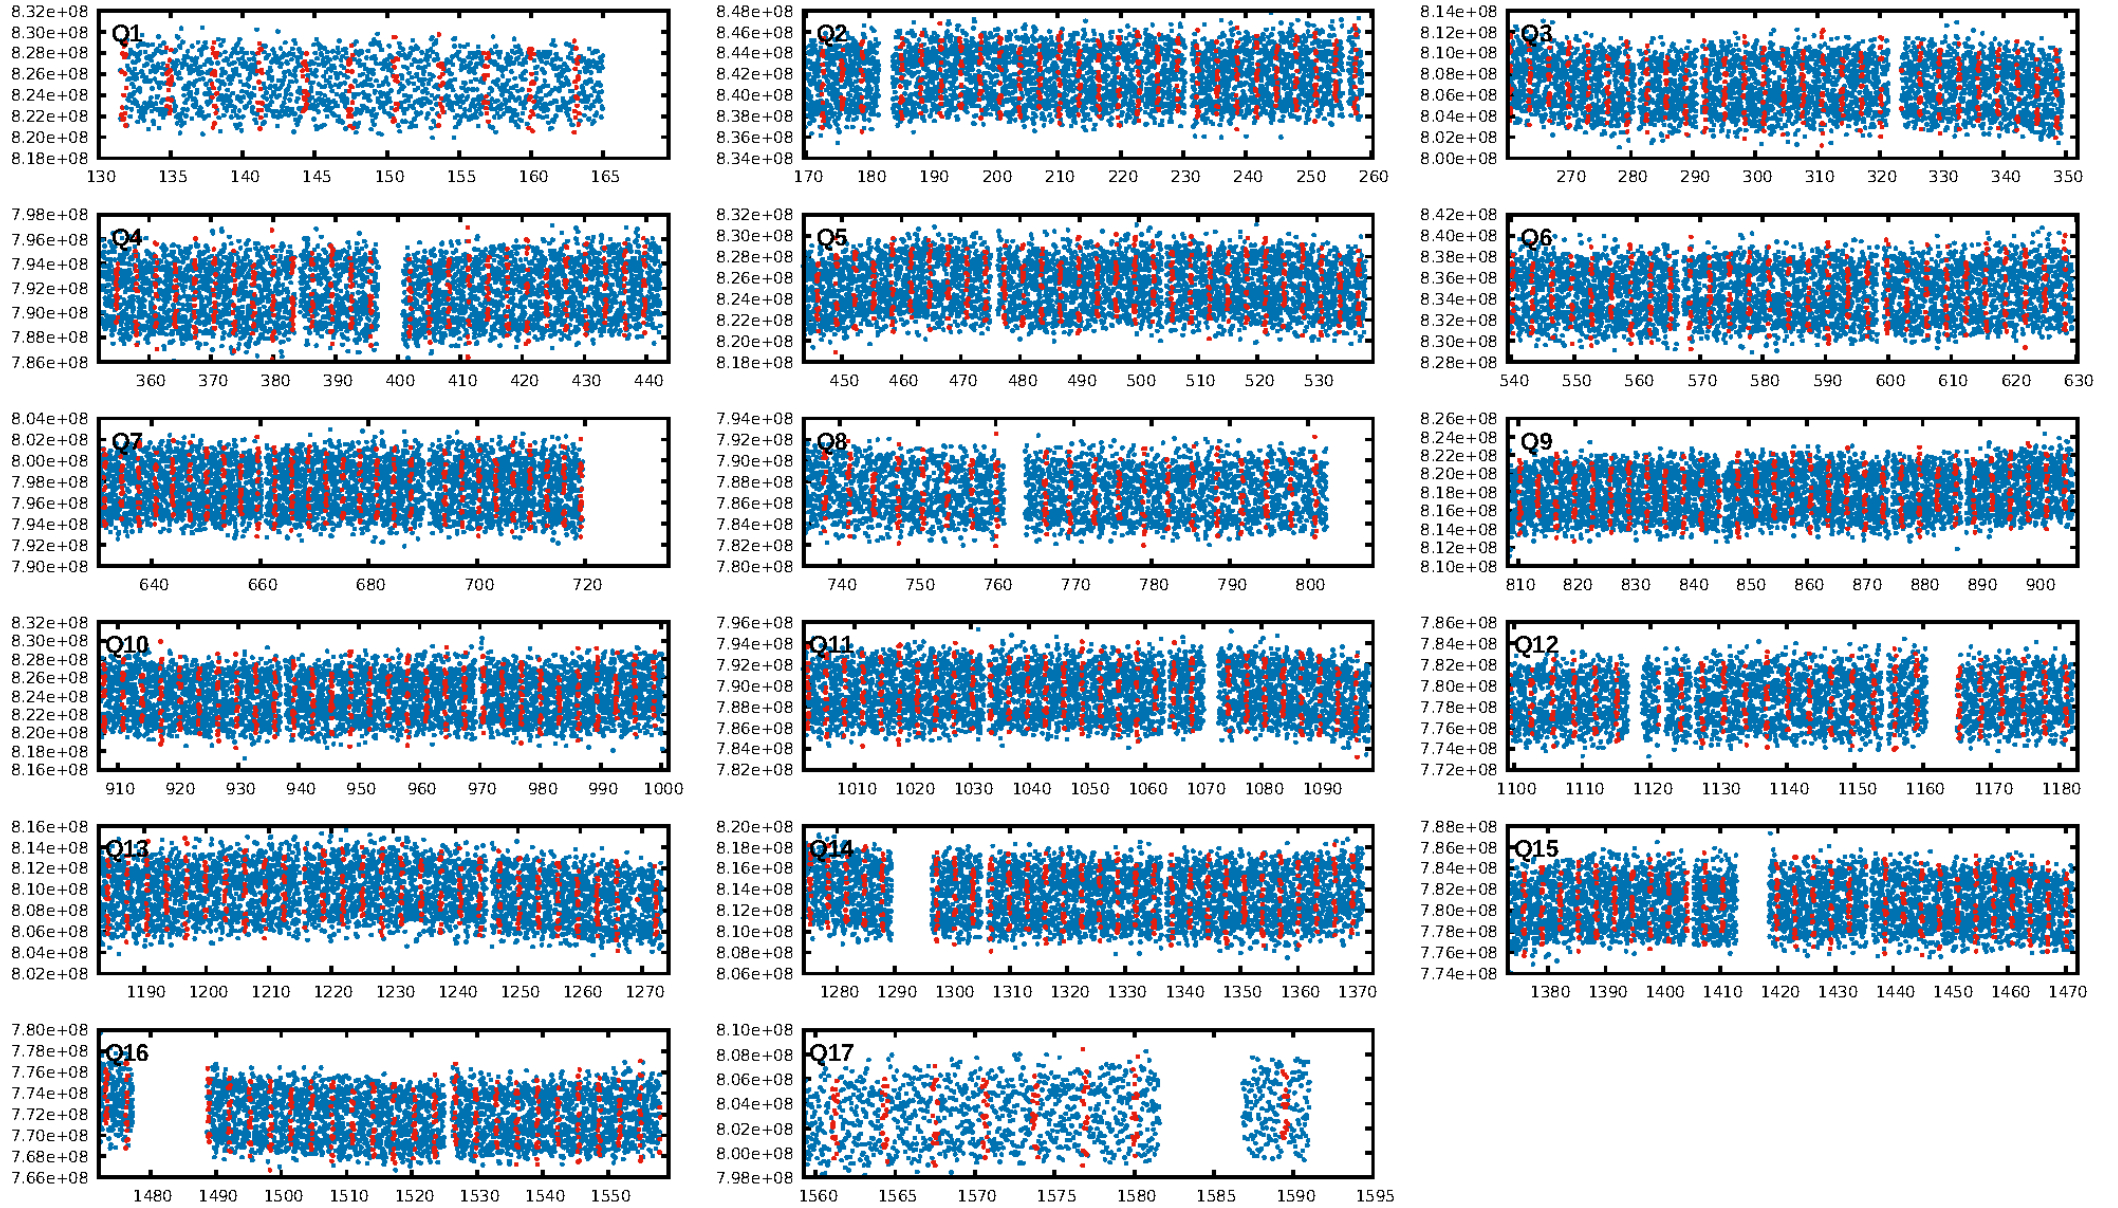 Q1
8.32e+08
8.30e+08
8.28e+08
8.26e+08
8.24e+08
8.22e+08
8.20e+08
8.18e+08
130 135 140 145 150 155 160 165
Q2
8.48e+08
8.46e+08
8.44e+08
8.42e+08
8.40e+08
8.38e+08
8.36e+08
8.34e+08
170 180 190 200 210 220 230 240 250 260
Q3
8.14e+08
8.12e+08
8.10e+08
8.08e+08
8.06e+08
8.04e+08
8.02e+08
8.00e+08
270 280 290 300 310 320 330 340 350
Q4
7.98e+08
7.96e+08
7.94e+08
7.92e+08
7.90e+08
7.88e+08
7.86e+08
360 370 380 390 400 410 420 430 440
Q5
8.32e+08
8.30e+08
8.28e+08
8.26e+08
8.24e+08
8.22e+08
8.20e+08
8.18e+08
450 460 470 480 490 500 510 520 530
Q6
8.42e+08
8.40e+08
8.38e+08
8.36e+08
8.34e+08
8.32e+08
8.30e+08
8.28e+08
540 550 560 570 580 590 600 610 620 630
Q7
8.04e+08
8.02e+08
8.00e+08
7.98e+08
7.96e+08
7.94e+08
7.92e+08
7.90e+08
640 660 680 700 720
Q8
7.94e+08
7.92e+08
7.90e+08
7.88e+08
7.86e+08
7.84e+08
7.82e+08
7.80e+08
740 750 760 770 780 790 800
Q9
8.26e+08
8.24e+08
8.22e+08
8.20e+08
8.18e+08
8.16e+08
8.14e+08
8.12e+08
8.10e+08
810 820 830 840 850 860 870 880 890 900
Q10
8.32e+08
8.30e+08
8.28e+08
8.26e+08
8.24e+08
8.22e+08
8.20e+08
8.18e+08
8.16e+08
910 920 930 940 950 960 970 980 990 1000
Q11
7.96e+08
7.94e+08
7.92e+08
7.90e+08
7.88e+08
7.86e+08
7.84e+08
7.82e+08
1010 1020 1030 1040 1050 1060 1070 1080 1090
Q12
7.86e+08
7.84e+08
7.82e+08
7.80e+08
7.78e+08
7.76e+08
7.74e+08
7.72e+08
1100 1110 1120 1130 1140 1150 1160 1170 1180
Q13
8.16e+08
8.14e+08
8.12e+08
8.10e+08
8.08e+08
8.06e+08
8.04e+08
8.02e+08
1190 1200 1210 1220 1230 1240 1250 1260 1270
Q14
8.20e+08
8.18e+08
8.16e+08
8.14e+08
8.12e+08
8.10e+08
8.08e+08
8.06e+08
1280 1290 1300 1310 1320 1330 1340 1350 1360 1370
Q15
7.88e+08
7.86e+08
7.84e+08
7.82e+08
7.80e+08
7.78e+08
7.76e+08
7.74e+08
1380 1390 1400 1410 1420 1430 1440 1450 1460 1470
Q16
7.80e+08
7.78e+08
7.76e+08
7.74e+08
7.72e+08
7.70e+08
7.68e+08
7.66e+08
1480 1490 1500 1510 1520 1530 1540 1550
Q17
8.10e+08
8.08e+08
8.06e+08
8.04e+08
8.02e+08
8.00e+08
7.98e+08
1560 1565 1570 1575 1580 1585 1590 1595